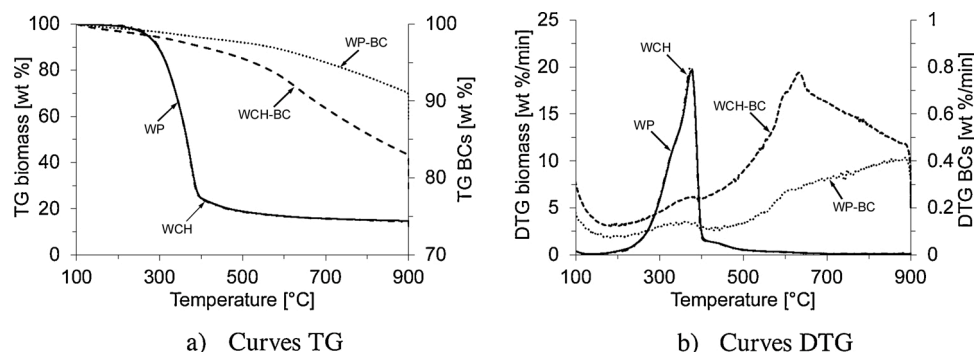 TG biomass [wt %]
100
80
60
40
20
0
WP-BC
WCH-BC
WP
WCH
100
95
90
85
80
75
70
TG BCs [wt %]
100 300 500 700 900
Temperature [°C]
a) Curves TG
DTG biomass [wt %/min]
25
20
15
10
5
0
WCH
WCH-BC
WP
WP-BC
1
0.8
0.6
0.4
0.2
0
DTG BCs [wt %/min]
100 300 500 700 900
Temperature [°C]
b) Curves DTG